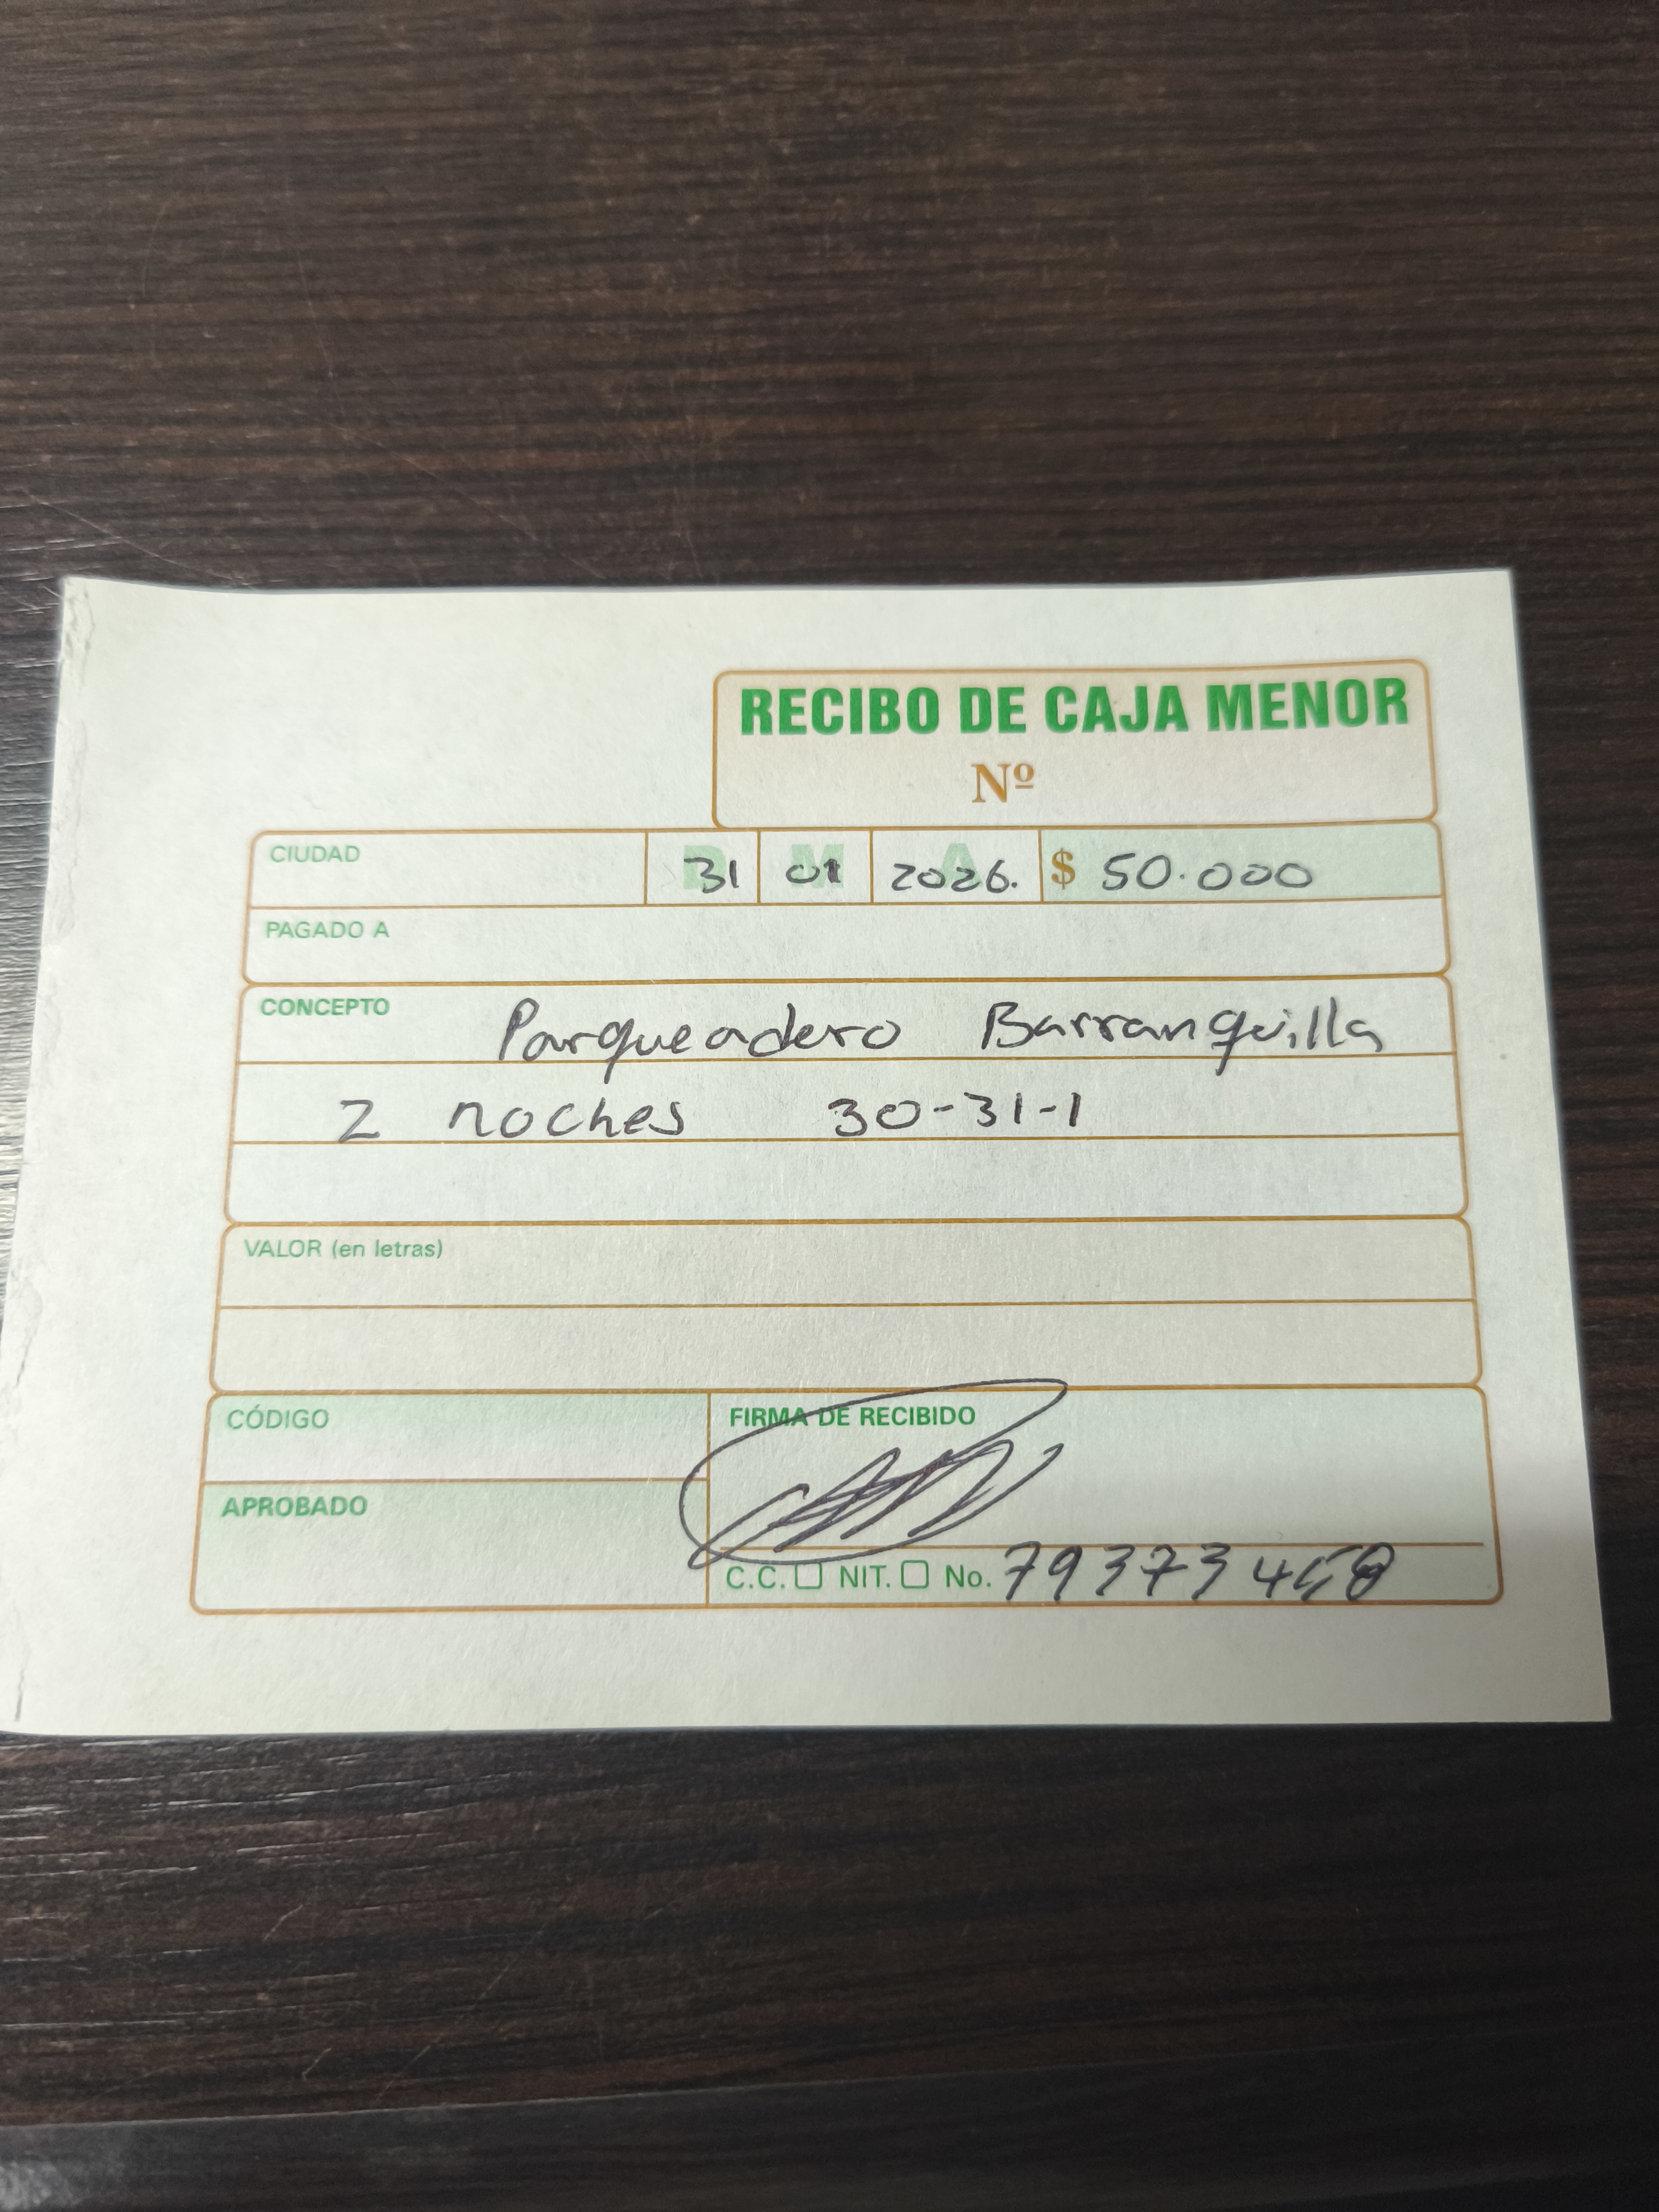 RECIBO DE CAJA MENOR
Nº
CIUDAD D 31 M 01 A 2026. $ 50.000
PAGADO A
CONCEPTO Parqueadero Barranquilla
2 noches 30-31-1
VALOR (en letras)
CÓDIGO FIRMA DE RECIBIDO
APROBADO
C.C. NIT. No.